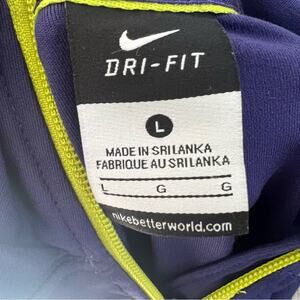 DRI-FIT
L
MADE IN SRI LANKA
FABRIQUE AU SRI LANKA
L G G
nikebetterworld.com